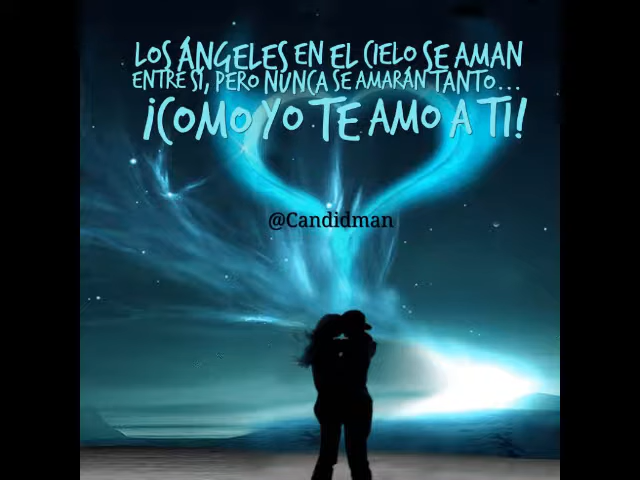 LOS ÁNGELES EN EL CIELO SE AMAN
ENTRE SÍ, PERO NUNCA SE AMARÁN TANTO...
¡COMO YO TE AMO A TI!
@Candidman